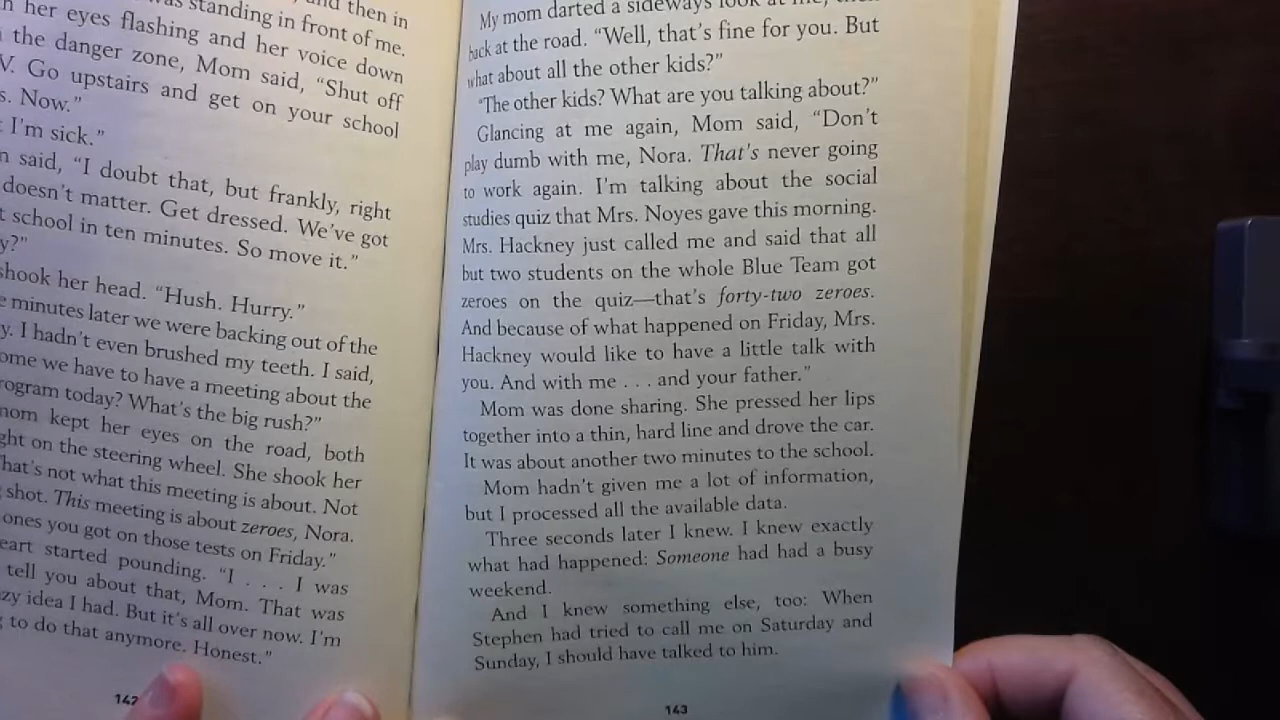 was standing in front of me.
and then in
her eyes flashing and her voice down
the danger zone, Mom said, “Shut off
V. Go upstairs and get on your school
s. Now.”
I'm sick.”
said, “I doubt that, but frankly, right
doesn't matter. Get dressed. We've got
school in ten minutes. So move it.”
y?”
shook her head. “Hush. Hurry.”
minutes later we were backing out of the
y. I hadn't even brushed my teeth. I said,
ome we have to have a meeting about the
rogram today? What's the big rush?”
mom kept her eyes on the road, both
ght on the steering wheel. She shook her
hat's not what this meeting is about. Not
shot. This meeting is about zeroes, Nora.
ones you got on those tests on Friday.”
eart started pounding. “I . . . I was
tell you about that, Mom. That was
zy idea I had. But it's all over now. I'm
to do that anymore. Honest.”
142
My mom darted a sideways look at me, then
back at the road. “Well, that's fine for you. But
what about all the other kids?”
“The other kids? What are you talking about?”
Glancing at me again, Mom said, “Don't
play dumb with me, Nora. That's never going
to work again. I'm talking about the social
studies quiz that Mrs. Noyes gave this morning.
Mrs. Hackney just called me and said that all
but two students on the whole Blue Team got
zeroes on the quiz—that's forty-two zeroes.
And because of what happened on Friday, Mrs.
Hackney would like to have a little talk with
you. And with me . . . and your father.”
Mom was done sharing. She pressed her lips
together into a thin, hard line and drove the car.
It was about another two minutes to the school.
Mom hadn't given me a lot of information,
but I processed all the available data.
Three seconds later I knew. I knew exactly
what had happened: Someone had had a busy
weekend.
And I knew something else, too: When
Stephen had tried to call me on Saturday and
Sunday, I should have talked to him.
143